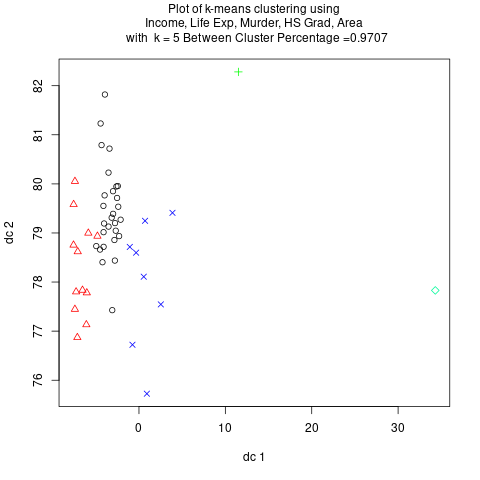 Plot of k-means clustering using
Income, Life Exp, Murder, HS Grad, Area
with  k = 5 Between Cluster Percentage =0.9707
82
81
80
79
78
77
76
dc 2
0
10
20
30
dc 1